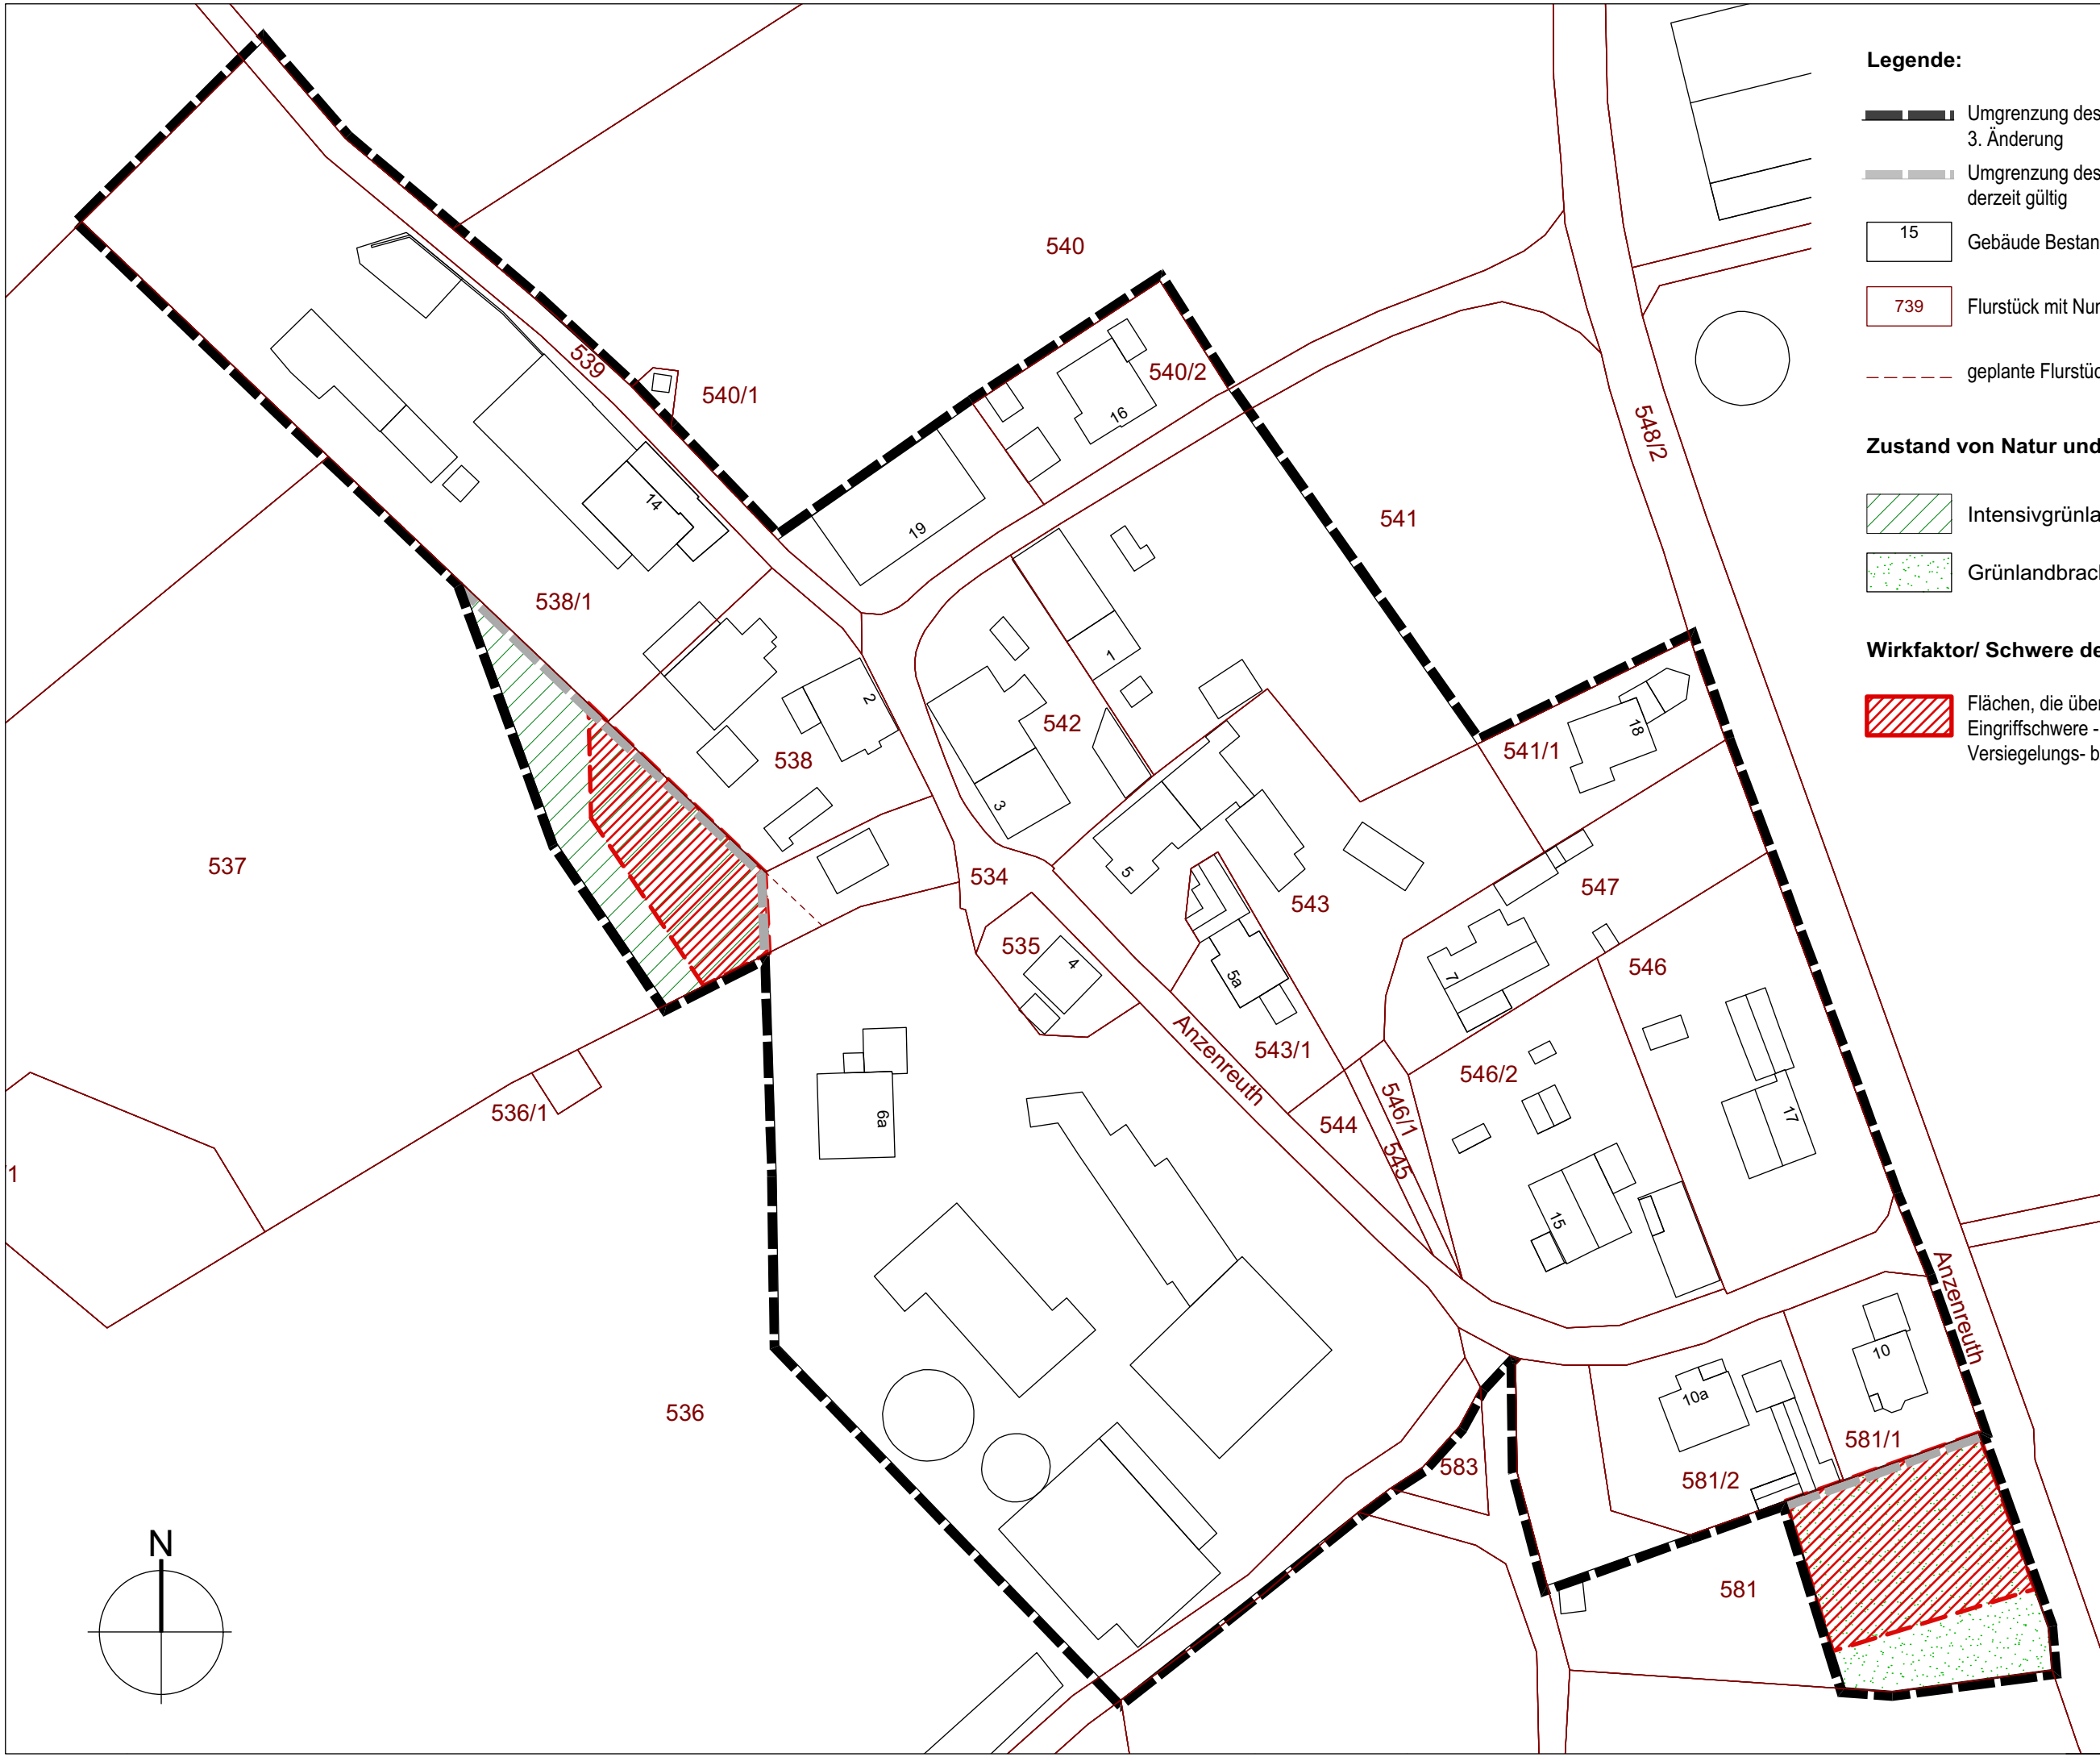 Legende:
Umgrenzung des
3. Änderung
Umgrenzung des
derzeit gültig
15
Gebäude Bestan
739
Flurstück mit Nur
geplante Flurstüc
Zustand von Natur und
Intensivgrünla
Grünlandbrach
Wirkfaktor/ Schwere de
Flächen, die über
Eingriffschwere -
Versiegelungs- b
540
539
540/1
540/2
16
19
14
541
548/2
538/1
1
2
542
538
3
541/1
18
537
534
5
543
547
535
4
5a
7
546
Anzenreuth
543/1
546/2
536/1
6a
544
546/1
545
17
1
15
Anzenreuth
10
10a
536
583
581/1
581/2
581
N